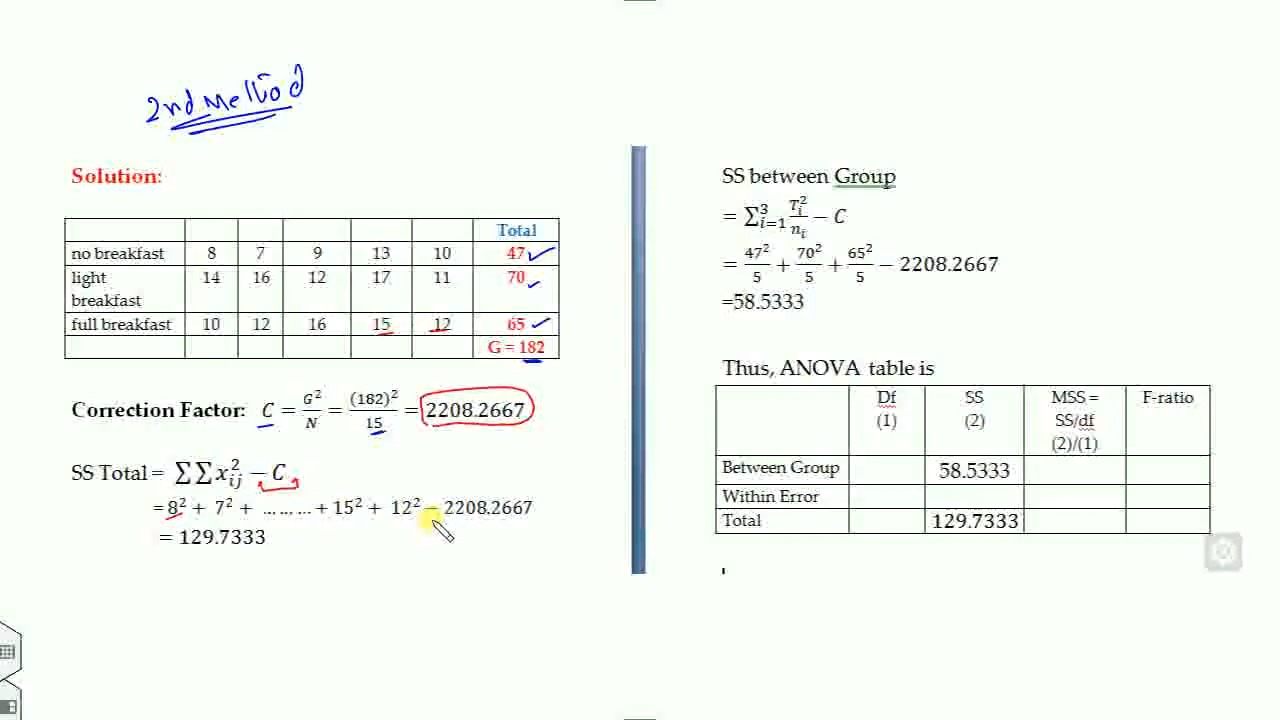 2nd Method
Solution:
Total
no breakfast 8 7 9 13 10 47
light breakfast 14 16 12 17 11 70
full breakfast 10 12 16 15 12 65
G = 182
Correction Factor: C = G²/N = (182)²/15 = 2208.2667
SS Total = ∑∑x²ᵢⱼ − C
= 8² + 7² + ……… + 15² + 12² − 2208.2667
= 129.7333
SS between Group
= ∑³ᵢ₌₁ Tᵢ²/nᵢ − C
= 47²/5 + 70²/5 + 65²/5 − 2208.2667
=58.5333
Thus, ANOVA table is
Df (1) SS (2) MSS = SS/df (2)/(1) F-ratio
Between Group 58.5333
Within Error
Total 129.7333